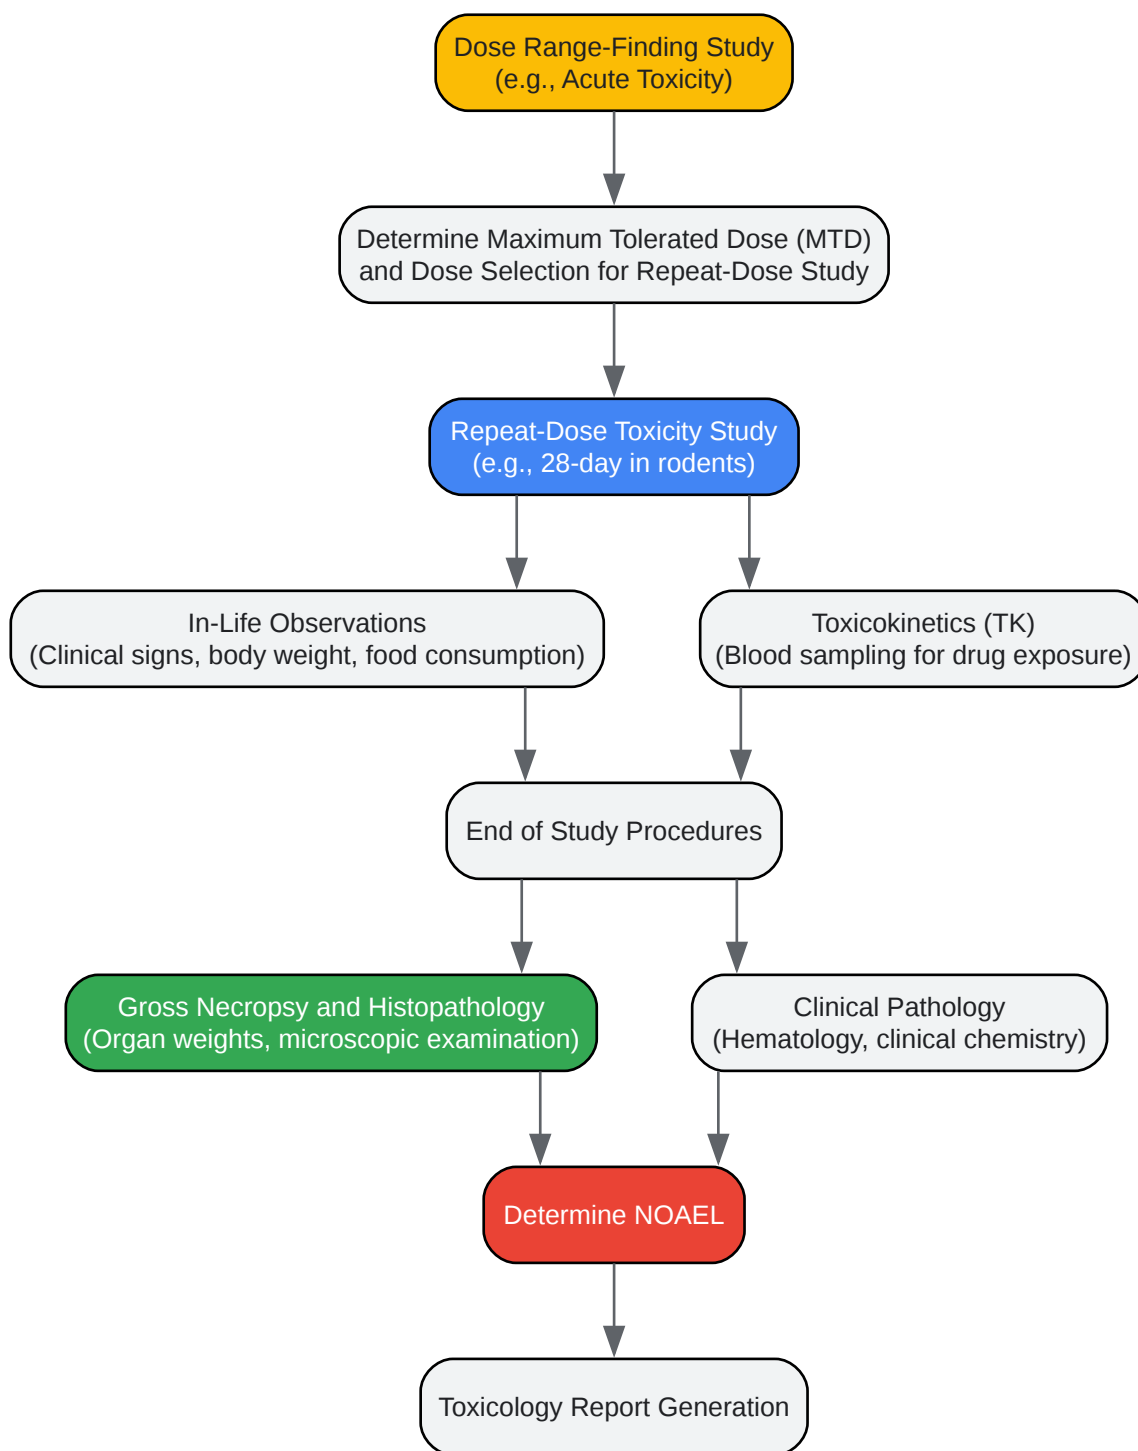 Dose Range-Finding Study
(e.g., Acute Toxicity)
Determine Maximum Tolerated Dose (MTD)
and Dose Selection for Repeat-Dose Study
Repeat-Dose Toxicity Study
(e.g., 28-day in rodents)
In-Life Observations
(Clinical signs, body weight, food consumption)
Toxicokinetics (TK)
(Blood sampling for drug exposure)
End of Study Procedures
Gross Necropsy and Histopathology
(Organ weights, microscopic examination)
Clinical Pathology
(Hematology, clinical chemistry)
Determine NOAEL
Toxicology Report Generation